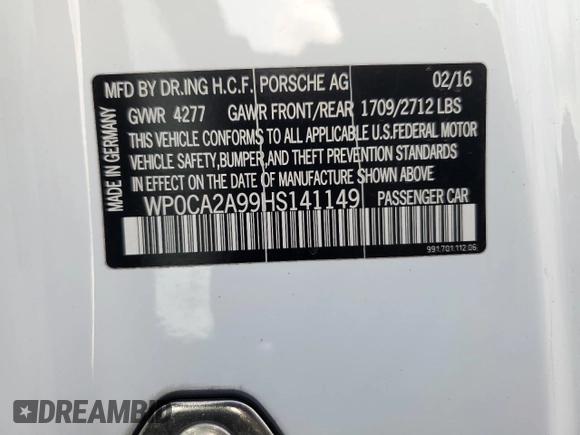 MFD BY DR.ING H.C.F. PORSCHE AG 02/16
GVWR 4277 GAWR FRONT/REAR 1709/2712 LBS
THIS VEHICLE CONFORMS TO ALL APPLICABLE U.S.FEDERAL MOTOR
VEHICLE SAFETY,BUMPER,AND THEFT PREVENTION STANDARDS
IN EFFECT ON THE DATE OF MANUFACTURE SHOWN ABOVE
WP0CA2A99HS141149 PASSENGER CAR
991.701.112.06
MADE IN GERMANY
DREAMBID